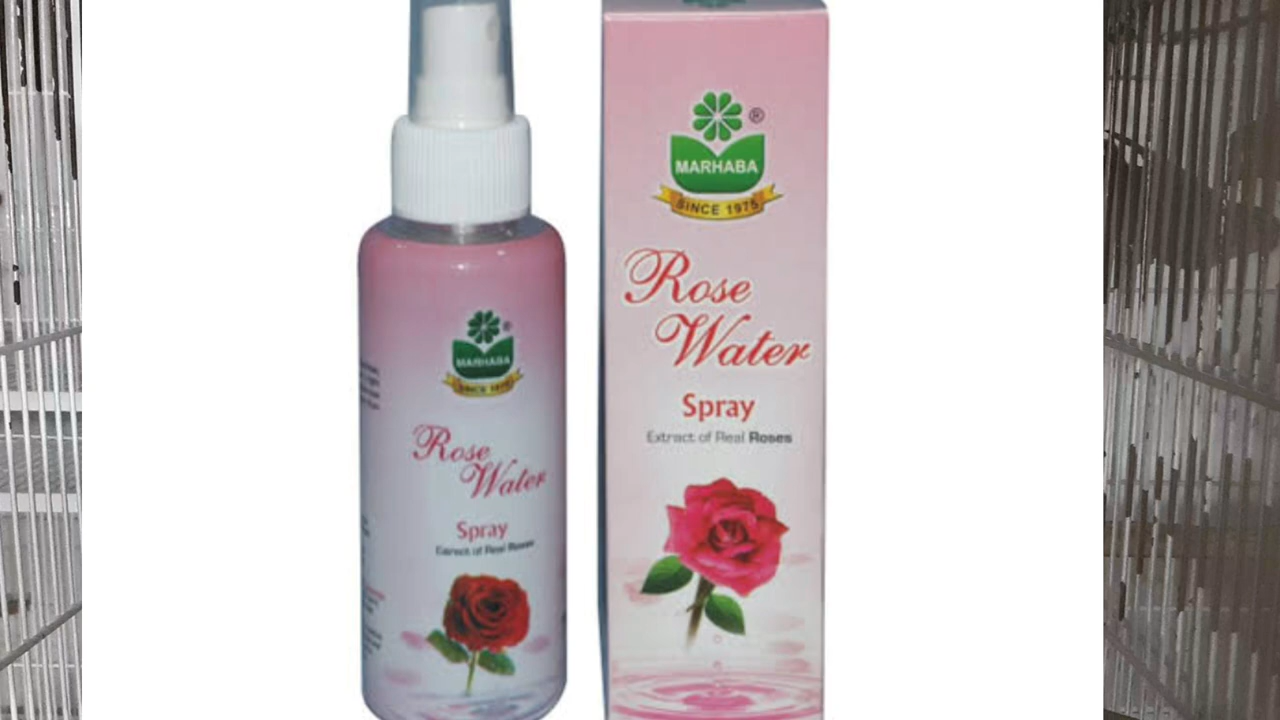 MARHABA
SINCE 1975
Rose
Water
Spray
Extract of Real Roses
®
MARHABA
SINCE 1975
Rose
Water
Spray
Extract of Real Roses
®